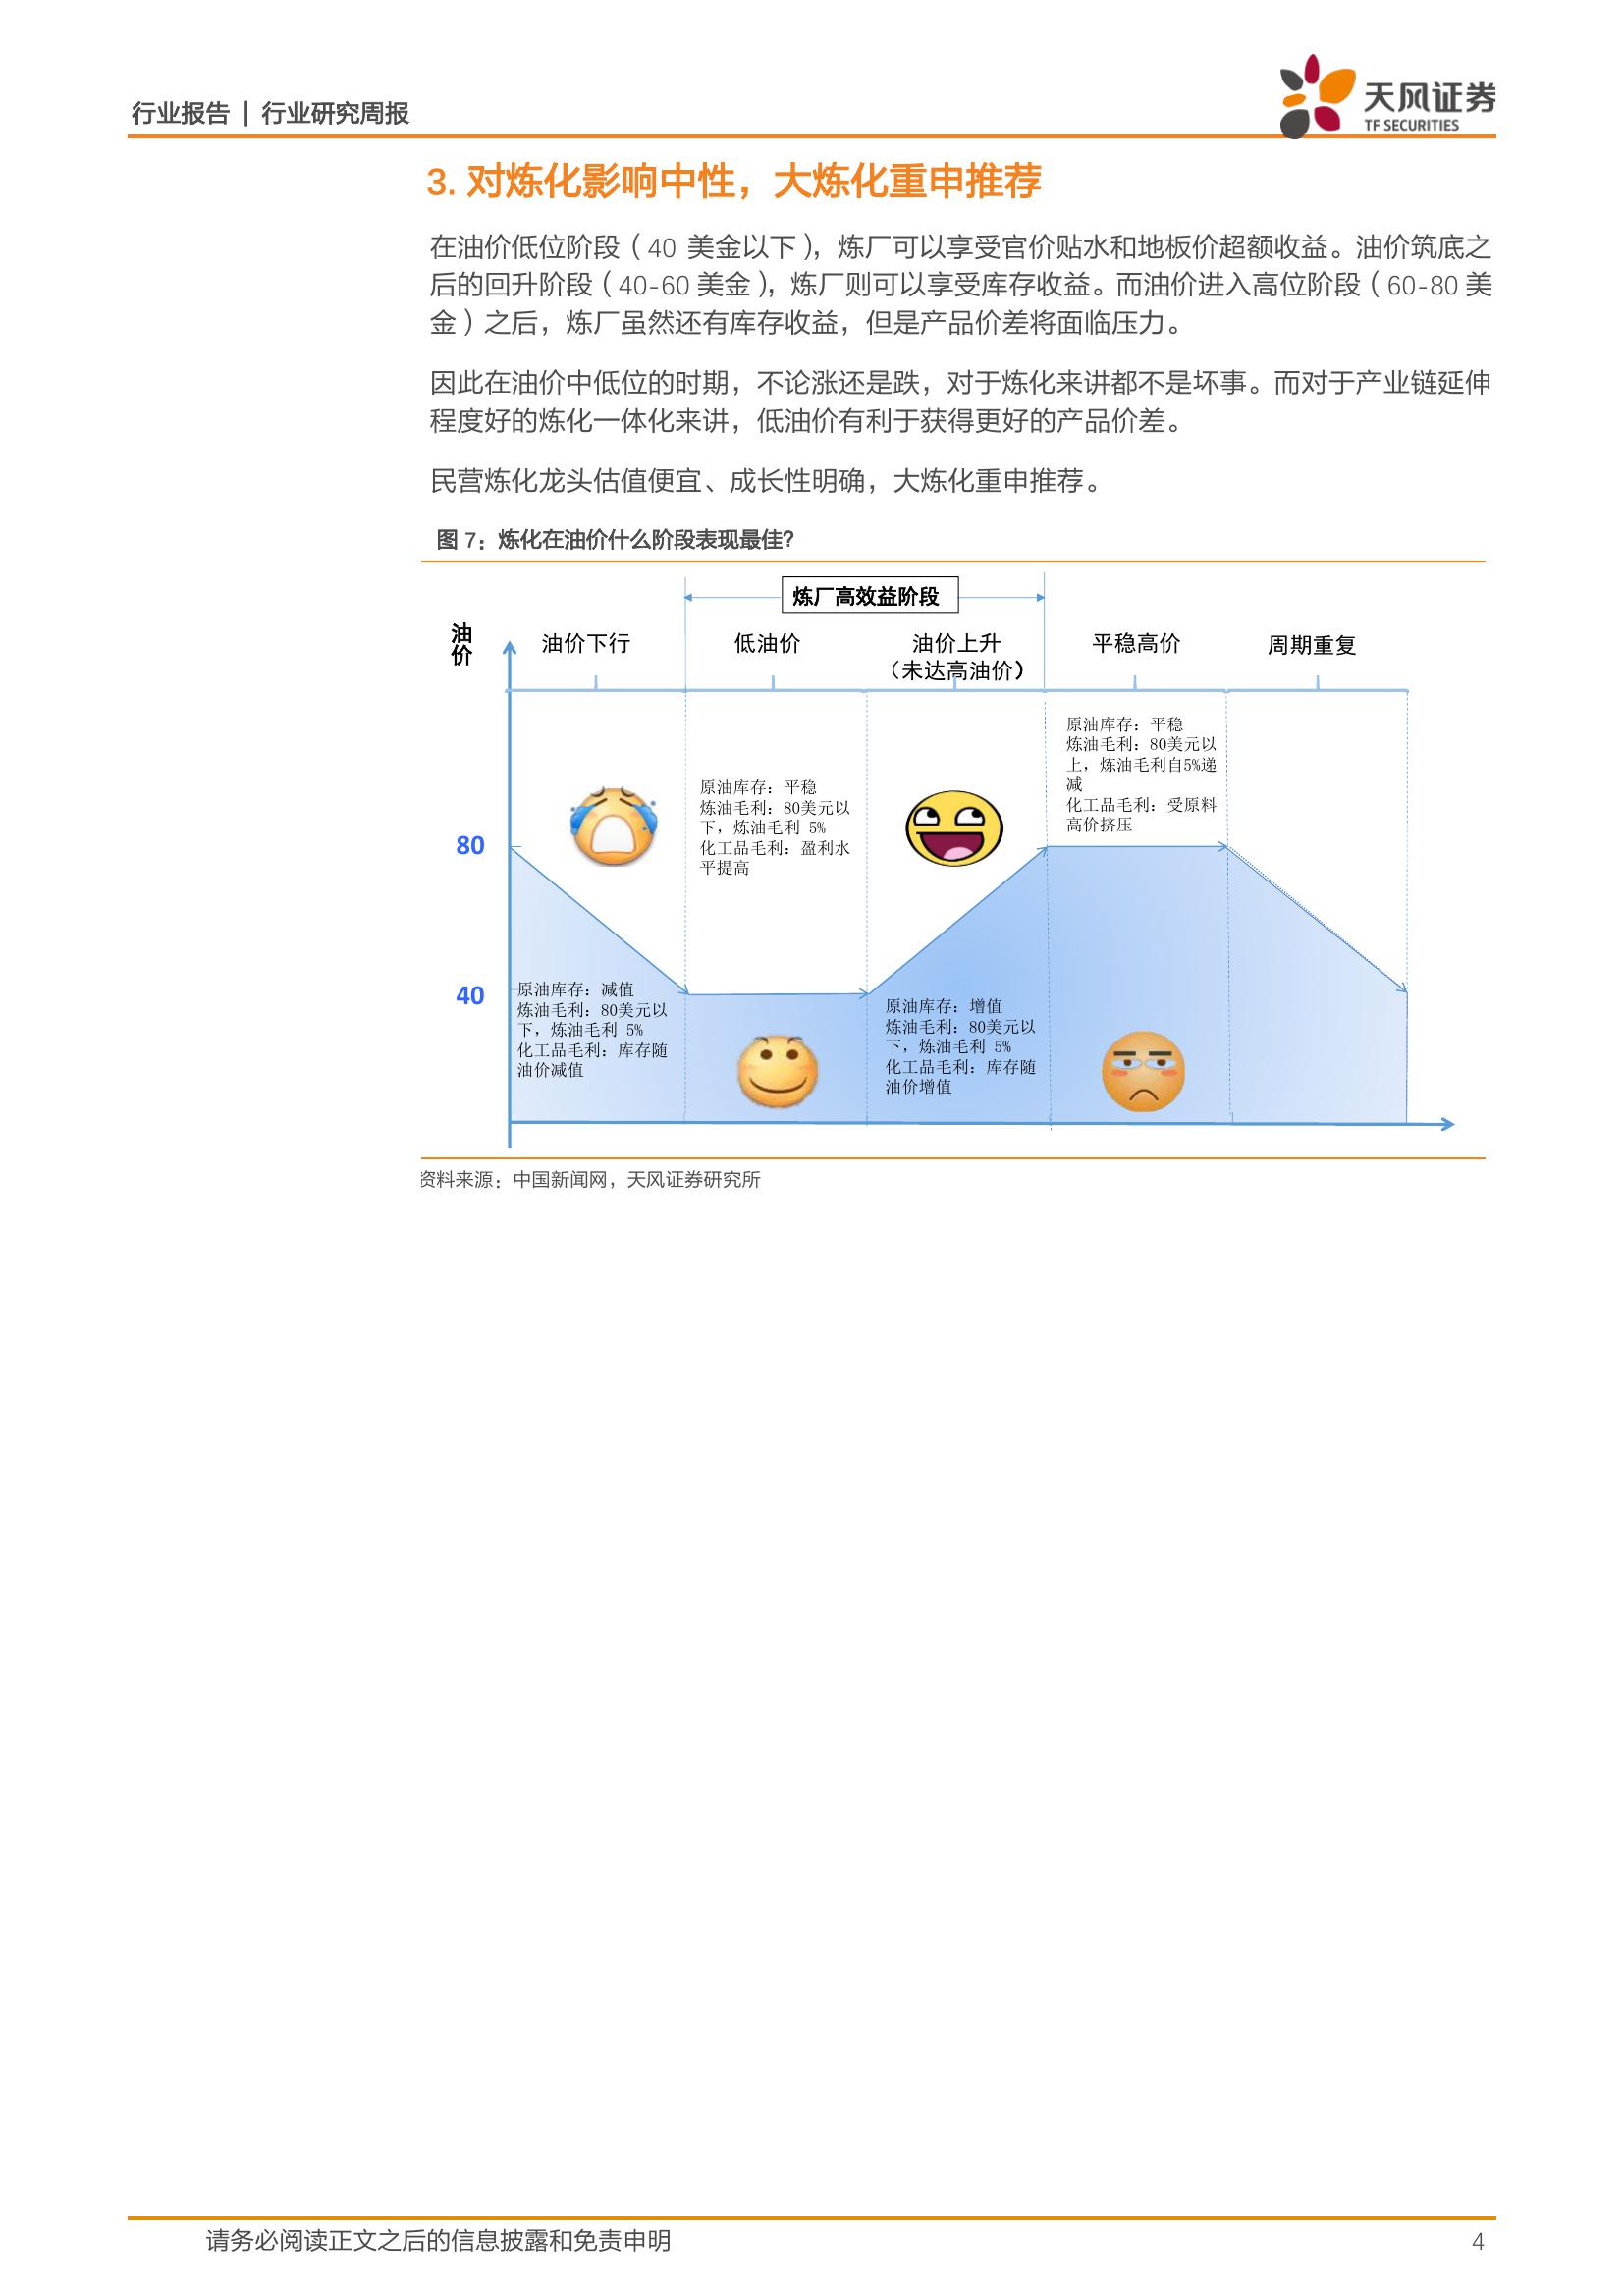 行业报告 | 行业研究周报
天风证券
TF SECURITIES
3. 对炼化影响中性，大炼化重申推荐
在油价低位阶段（40 美金以下），炼厂可以享受官价贴水和地板价超额收益。油价筑底之
后的回升阶段（40-60 美金），炼厂则可以享受库存收益。而油价进入高位阶段（60-80 美
金）之后，炼厂虽然还有库存收益，但是产品价差将面临压力。
因此在油价中低位的时期，不论涨还是跌，对于炼化来讲都不是坏事。而对于产业链延伸
程度好的炼化一体化来讲，低油价有利于获得更好的产品价差。
民营炼化龙头估值便宜、成长性明确，大炼化重申推荐。
图 7：炼化在油价什么阶段表现最佳？
炼厂高效益阶段
油价
油价下行
低油价
油价上升
（未达高油价）
平稳高价
周期重复
80
40
原油库存：减值
炼油毛利：80美元以
下，炼油毛利 5%
化工品毛利：库存随
油价减值
原油库存：平稳
炼油毛利：80美元以
下，炼油毛利 5%
化工品毛利：盈利水
平提高
原油库存：增值
炼油毛利：80美元以
下，炼油毛利 5%
化工品毛利：库存随
油价增值
原油库存：平稳
炼油毛利：80美元以
上，炼油毛利自5%递
减
化工品毛利：受原料
高价挤压
资料来源：中国新闻网，天风证券研究所
请务必阅读正文之后的信息披露和免责申明
4